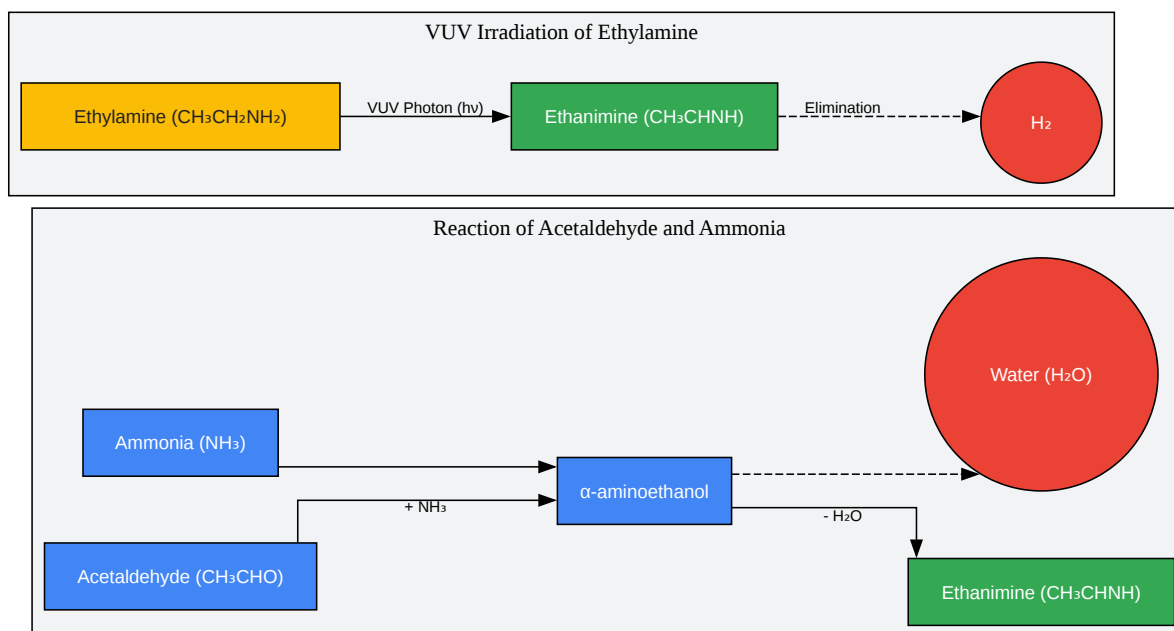 VUV Irradiation of Ethylamine
Ethylamine (CH₃CH₂NH₂)
VUV Photon (hν)
Ethanimine (CH₃CHNH)
Elimination
H₂
Reaction of Acetaldehyde and Ammonia
Water (H₂O)
Ammonia (NH₃)
α-aminoethanol
+ NH₃
- H₂O
Acetaldehyde (CH₃CHO)
Ethanimine (CH₃CHNH)